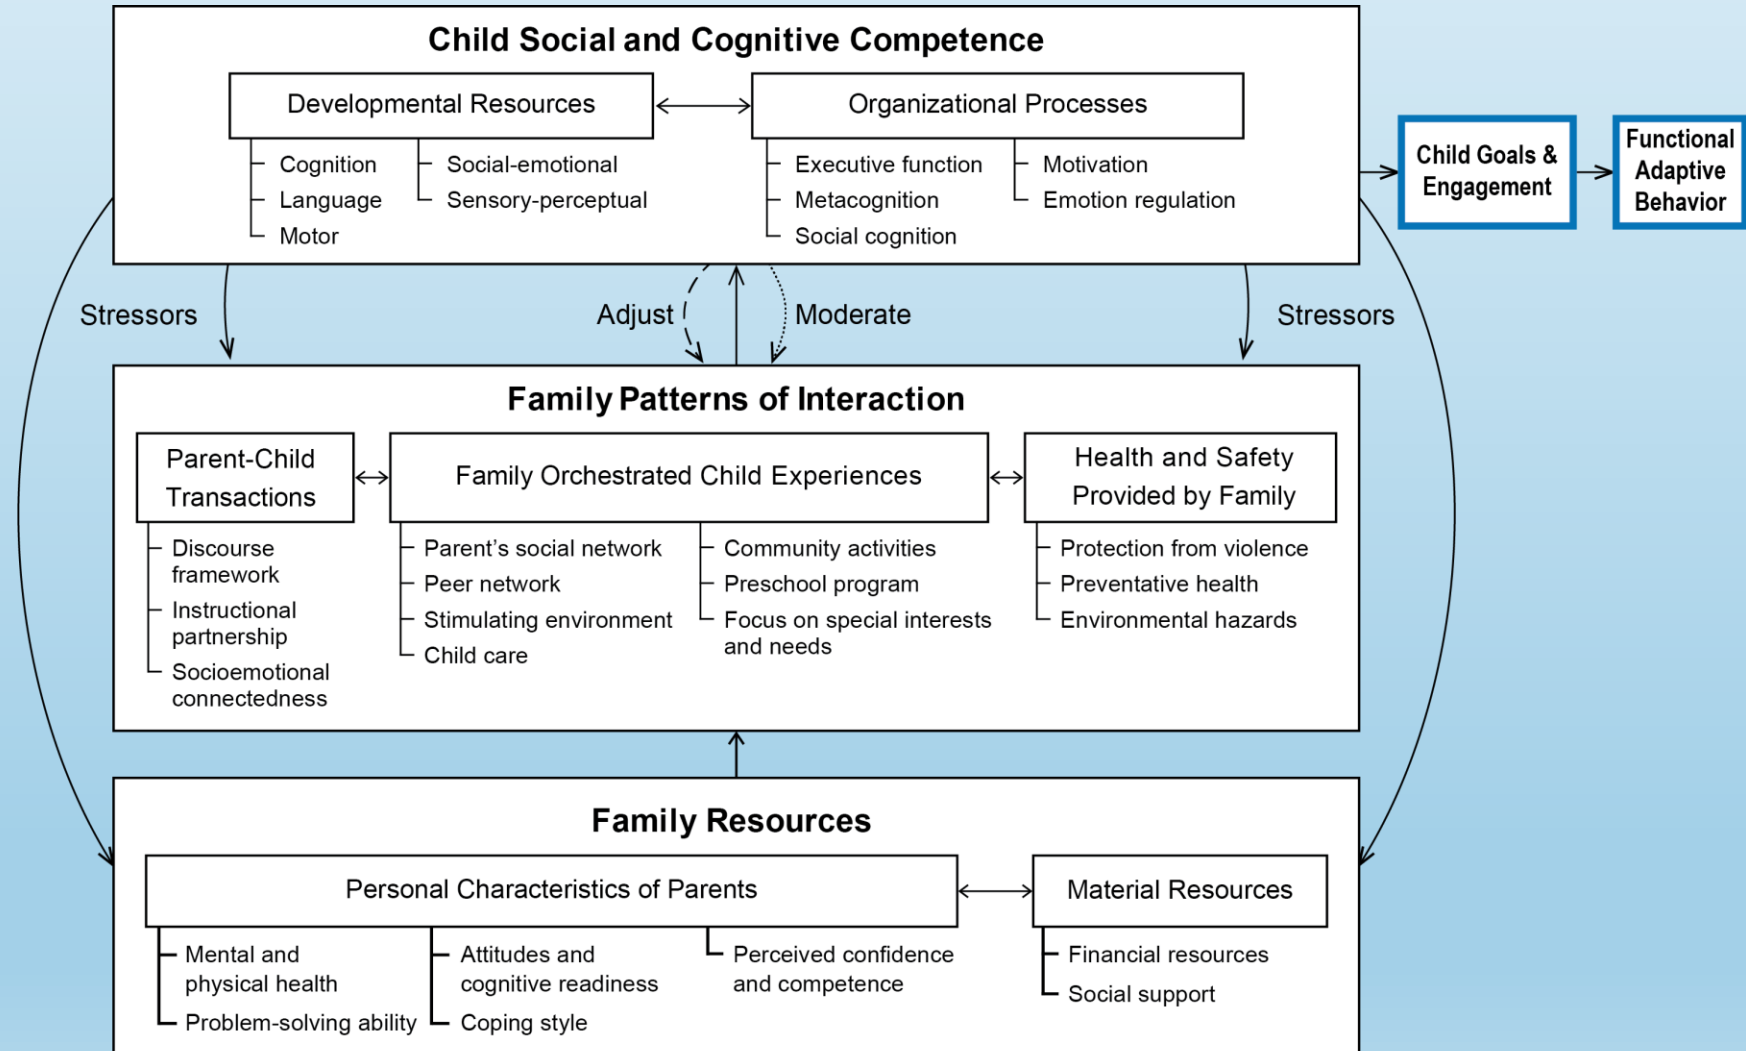 Child Social and Cognitive Competence
Developmental Resources
Cognition
Language
Motor
Social-emotional
Sensory-perceptual
Organizational Processes
Executive function
Metacognition
Social cognition
Motivation
Emotion regulation
Child Goals &
Engagement
Functional
Adaptive
Behavior
Stressors
Adjust
Moderate
Stressors
Family Patterns of Interaction
Parent-Child
Transactions
Discourse
framework
Instructional
partnership
Socioemotional
connectedness
Family Orchestrated Child Experiences
Parent’s social network
Peer network
Stimulating environment
Child care
Community activities
Preschool program
Focus on special interests
and needs
Health and Safety
Provided by Family
Protection from violence
Preventative health
Environmental hazards
Family Resources
Personal Characteristics of Parents
Mental and
physical health
Problem-solving ability
Attitudes and
cognitive readiness
Coping style
Perceived confidence
and competence
Material Resources
Financial resources
Social support